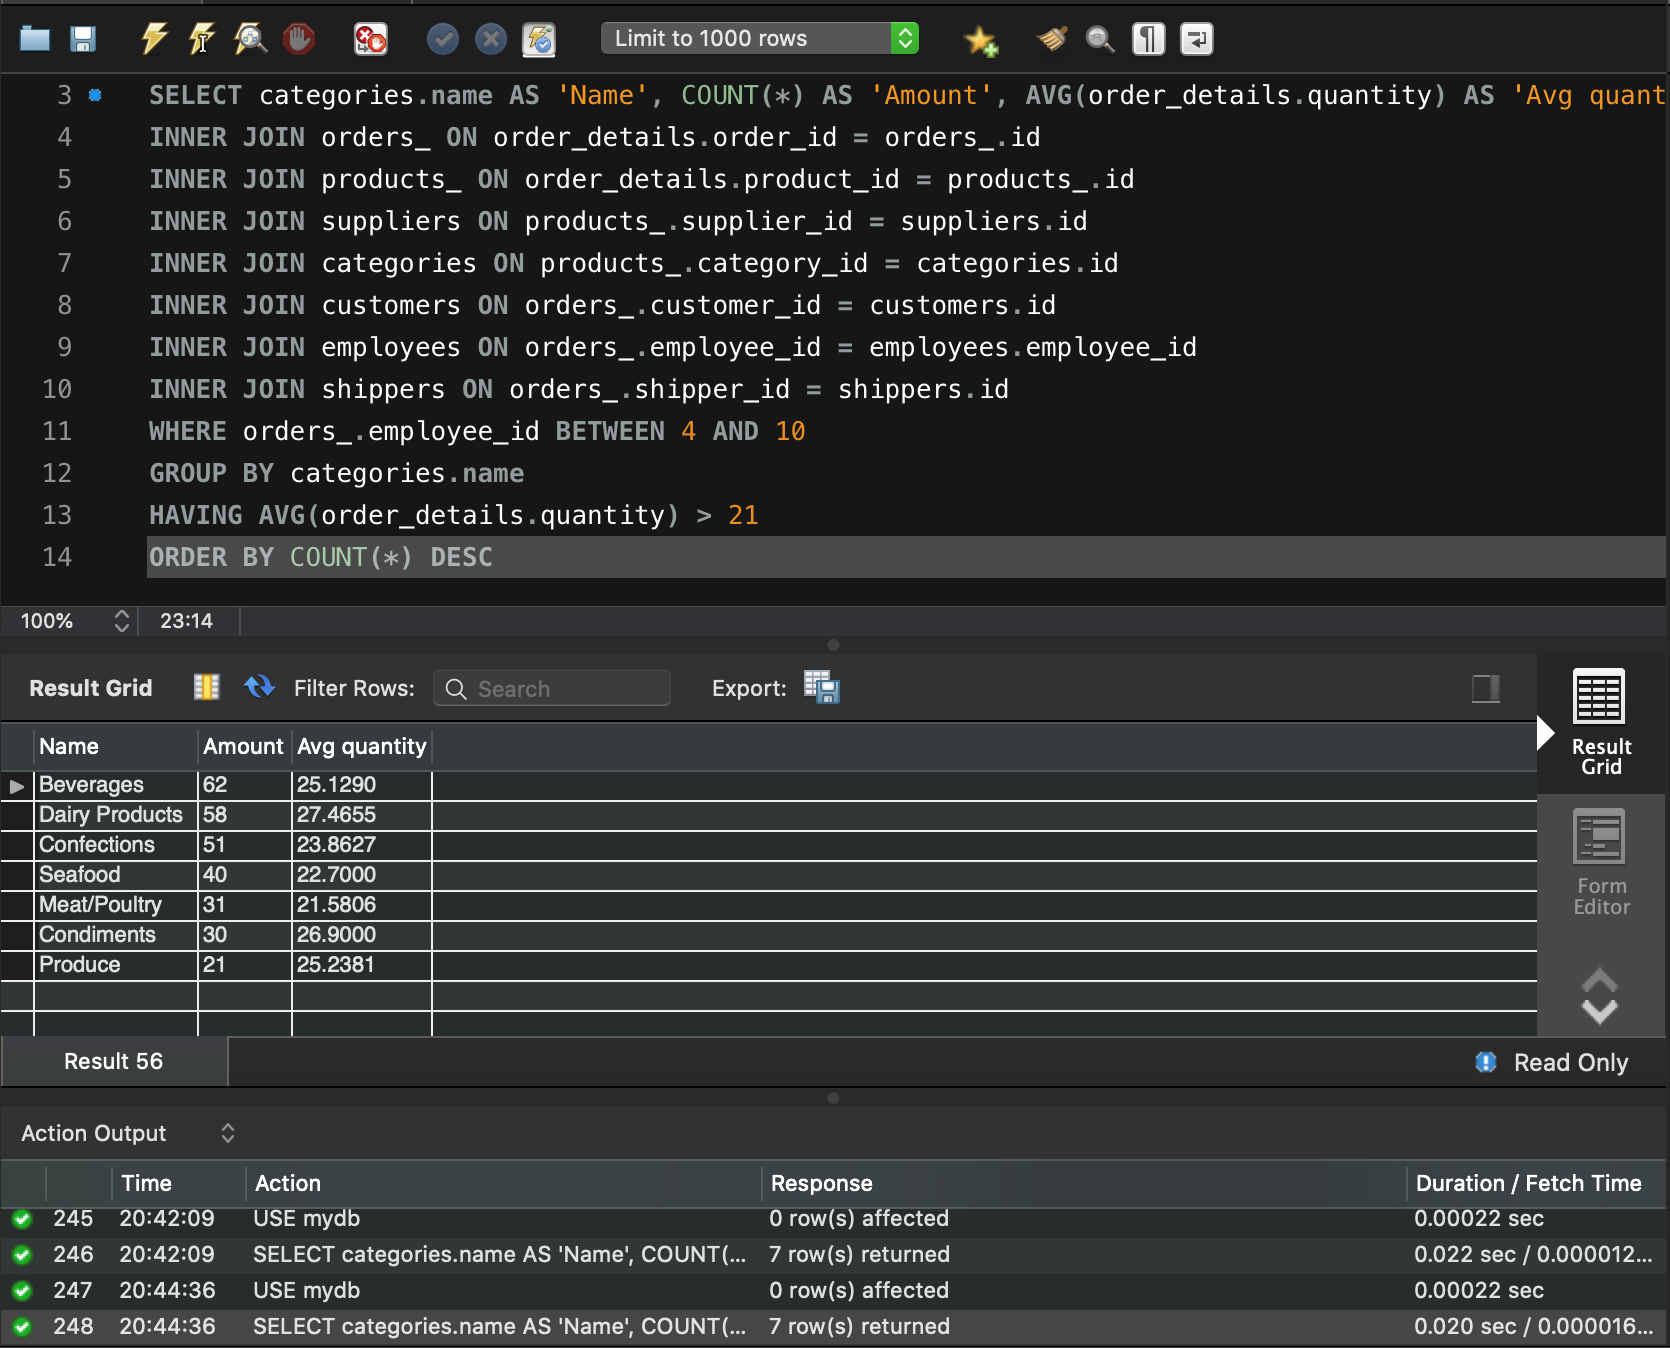 Limit to 1000 rows
3 SELECT categories.name AS 'Name', COUNT(*) AS 'Amount', AVG(order_details.quantity) AS 'Avg quant
4 INNER JOIN orders_ ON order_details.order_id = orders_.id
5 INNER JOIN products_ ON order_details.product_id = products_.id
6 INNER JOIN suppliers ON products_.supplier_id = suppliers.id
7 INNER JOIN categories ON products_.category_id = categories.id
8 INNER JOIN customers ON orders_.customer_id = customers.id
9 INNER JOIN employees ON orders_.employee_id = employees.employee_id
10 INNER JOIN shippers ON orders_.shipper_id = shippers.id
11 WHERE orders_.employee_id BETWEEN 4 AND 10
12 GROUP BY categories.name
13 HAVING AVG(order_details.quantity) > 21
14 ORDER BY COUNT(*) DESC
100% 23:14
Result Grid Filter Rows: Search Export:
Name Amount Avg quantity
Beverages 62 25.1290
Dairy Products 58 27.4655
Confections 51 23.8627
Seafood 40 22.7000
Meat/Poultry 31 21.5806
Condiments 30 26.9000
Produce 21 25.2381
Result
Grid
Form
Editor
Result 56 Read Only
Action Output
Time Action Response Duration / Fetch Time
245 20:42:09 USE mydb 0 row(s) affected 0.00022 sec
246 20:42:09 SELECT categories.name AS 'Name', COUNT(... 7 row(s) returned 0.022 sec / 0.000012...
247 20:44:36 USE mydb 0 row(s) affected 0.00022 sec
248 20:44:36 SELECT categories.name AS 'Name', COUNT(... 7 row(s) returned 0.020 sec / 0.000016...